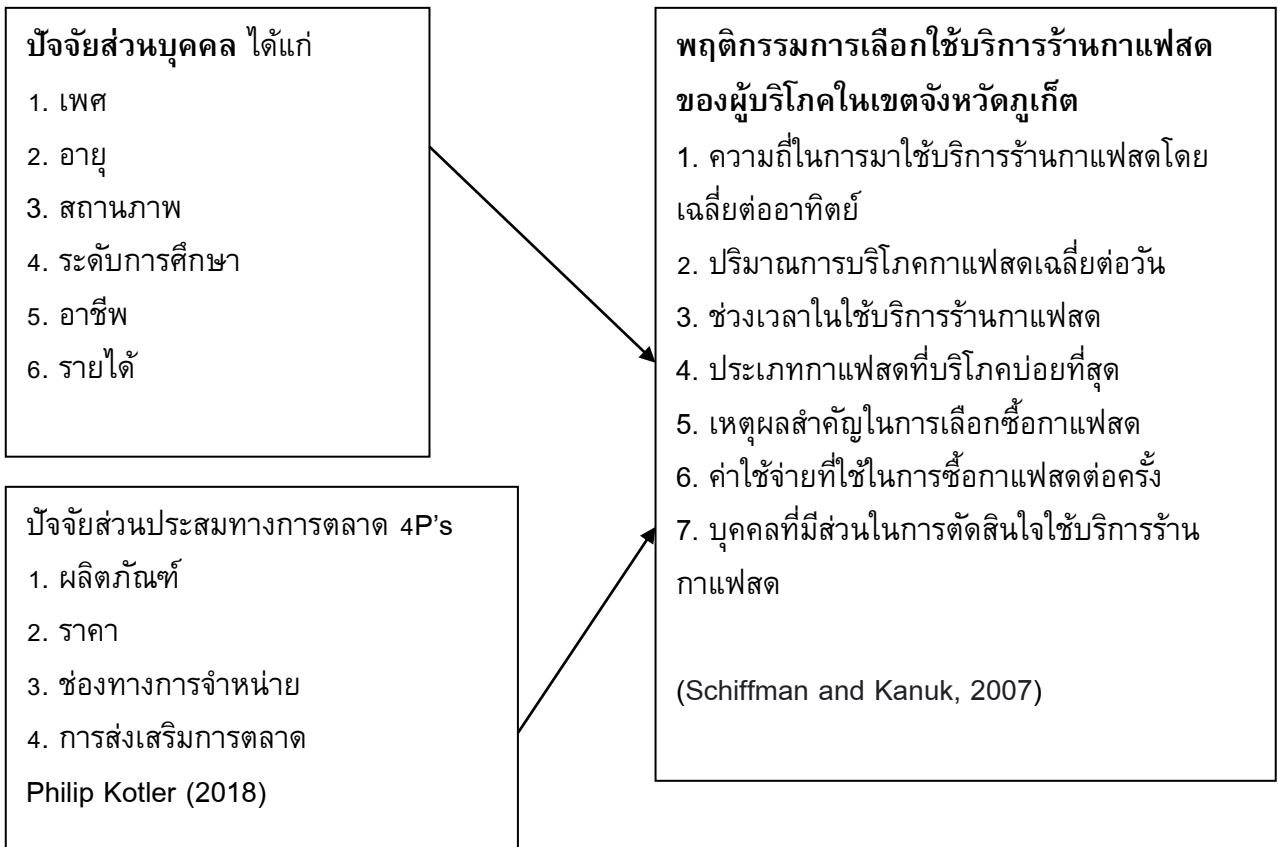 ปัจจัยส่วนบุคคล ได้แก่
1. เพศ
2. อายุ
3. สถานภาพ
4. ระดับการศึกษา
5. อาชีพ
6. รายได้
ปัจจัยส่วนประสมทางการตลาด 4P’s
1. ผลิตภัณฑ์
2. ราคา
3. ช่องทางการจำหน่าย
4. การส่งเสริมการตลาด
Philip Kotler (2018)
พฤติกรรมการเลือกใช้บริการร้านกาแฟสด
ของผู้บริโภคในเขตจังหวัดภูเก็ต
1. ความถี่ในการมาใช้บริการร้านกาแฟสดโดย
เฉลี่ยต่ออาทิตย์
2. ปริมาณการบริโภคกาแฟสดเฉลี่ยต่อวัน
3. ช่วงเวลาในใช้บริการร้านกาแฟสด
4. ประเภทกาแฟสดที่บริโภคบ่อยที่สุด
5. เหตุผลสำคัญในการเลือกซื้อกาแฟสด
6. ค่าใช้จ่ายที่ใช้ในการซื้อกาแฟสดต่อครั้ง
7. บุคคลที่มีส่วนในการตัดสินใจใช้บริการร้าน
กาแฟสด
(Schiffman and Kanuk, 2007)